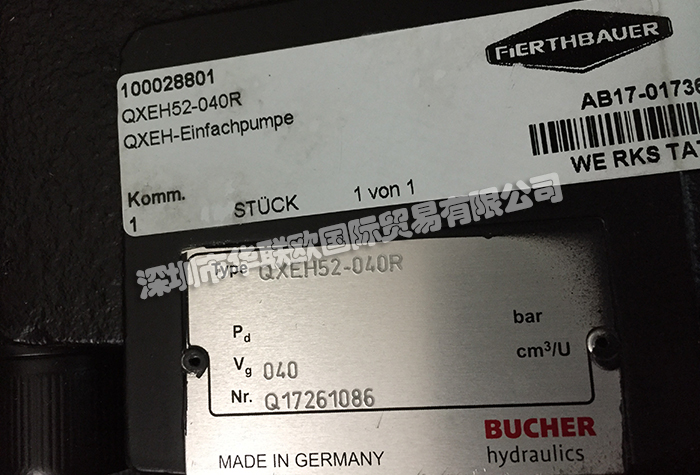 FIERTHBAUER
100028801
QXEH52-040R
QXEH-Einfachpumpe
AB17-01736
WE RKS TAT
Komm.
1
STÜCK
1 von 1
深圳市华联欧国际贸易有限公司
Type QXEH52-040R
Pd bar
Vg 040 cm³/U
Nr. Q17261086
MADE IN GERMANY
BUCHER
hydraulics